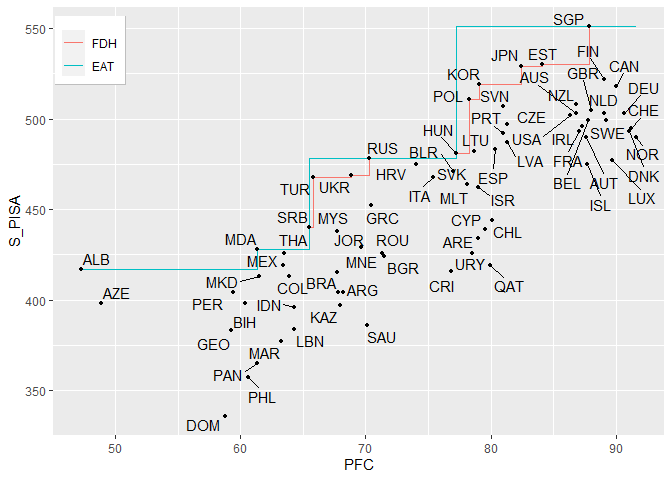 SGP
550
FDH
EAT
JPN
EST
FIN
CAN
KOR
AUS
GBR
DEU
POL
SVN
NZL
NLD
CHE
500
HUN
PRT
CZE
LTU
USA
IRL
SWE
RUS
BLR
LVA
FRA
NOR
TUR
UKR
HRV
SVK
ESP
BEL
AUT
DNK
ITA
MLT
ISR
ISL
LUX
450
SRB
MYS
GRC
CYP
CHL
MDA
THA
JOR
ROU
ARE
ALB
MEX
MNE
BGR
URY
MKD
COL
BRA
CRI
QAT
400
AZE
PER
IDN
ARG
BIH
KAZ
GEO
LBN
SAU
MAR
PAN
350
PHL
DOM
S_PISA
50
60
70
80
90
PFC